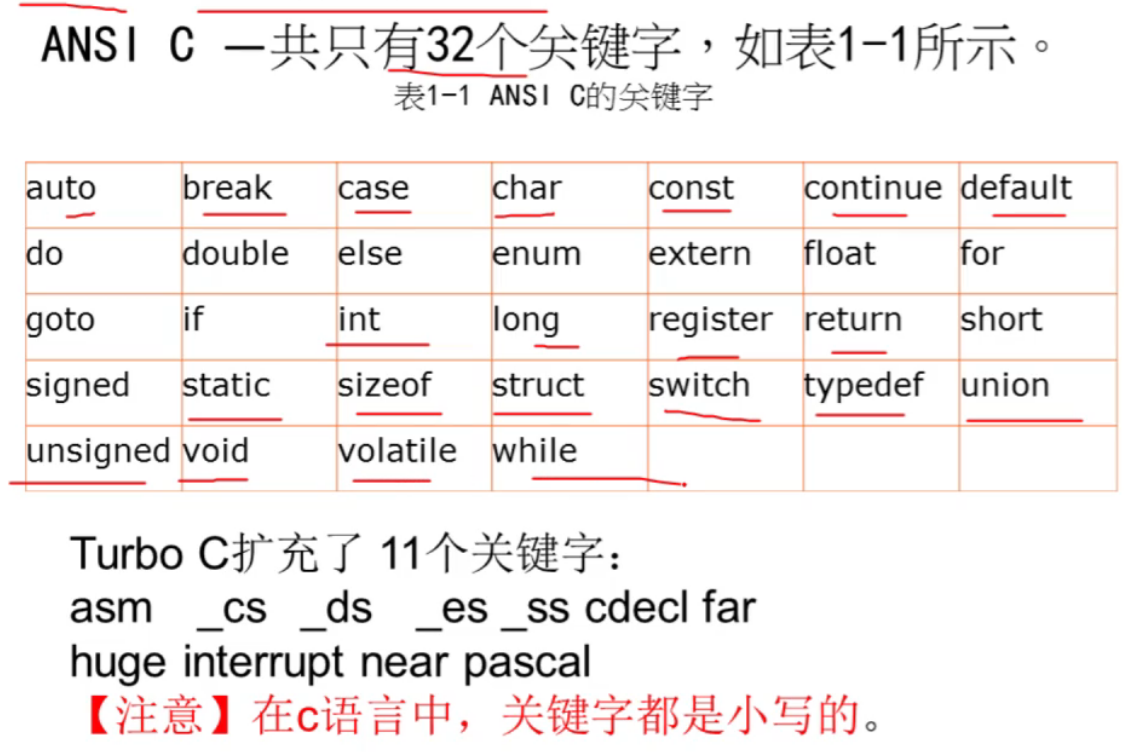 ANSI C 一共只有32个关键字，如表1-1所示。
表1-1 ANSI C的关键字
auto break case char const continue default
do double else enum extern float for
goto if int long register return short
signed static sizeof struct switch typedef union
unsigned void volatile while
Turbo C扩充了 11个关键字：
asm _cs _ds _es _ss cdecl far
huge interrupt near pascal
【注意】在c语言中，关键字都是小写的。